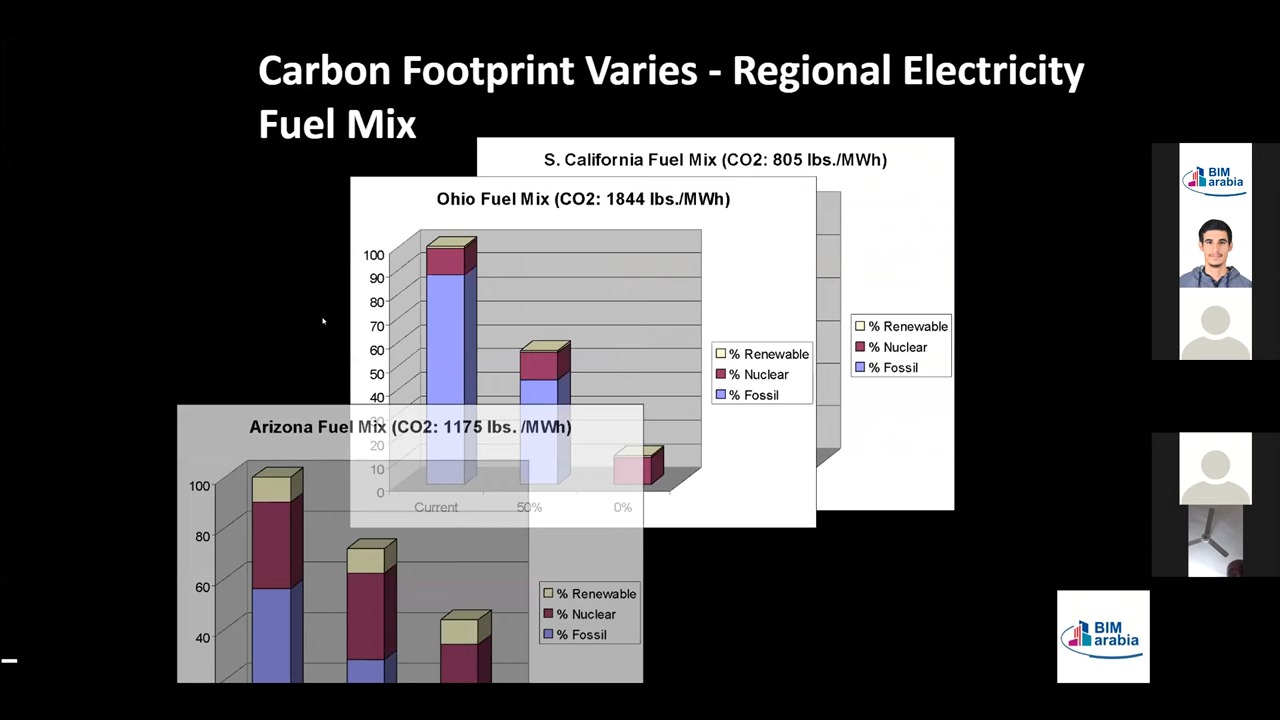 Carbon Footprint Varies - Regional Electricity
Fuel Mix
S. California Fuel Mix (CO2: 805 lbs./MWh)
% Renewable
% Nuclear
% Fossil
Ohio Fuel Mix (CO2: 1844 lbs./MWh)
100
90
80
70
60
50
40
30
20
10
0
Current
50%
0%
% Renewable
% Nuclear
% Fossil
Arizona Fuel Mix (CO2: 1175 lbs. /MWh)
100
80
60
40
% Renewable
% Nuclear
% Fossil
BIM
arabia
BIM
arabia